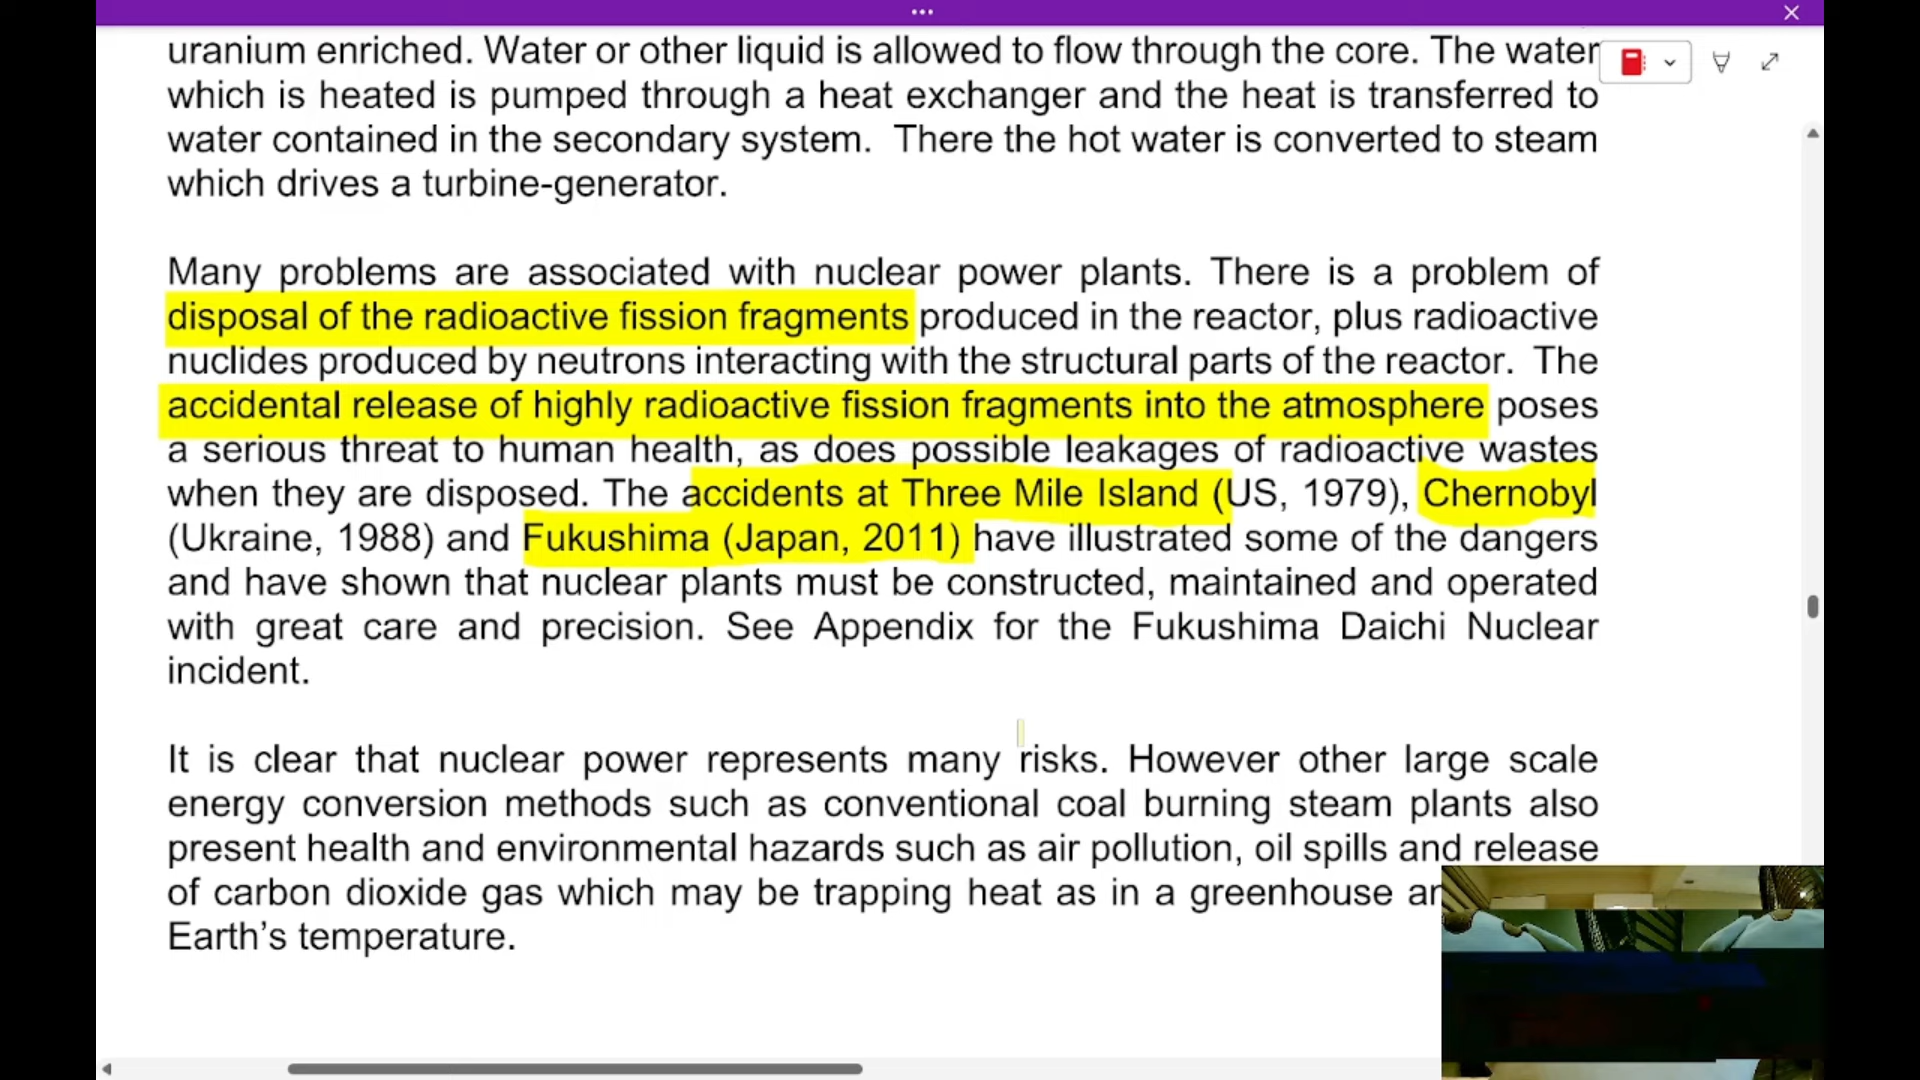 uranium enriched. Water or other liquid is allowed to flow through the core. The water
which is heated is pumped through a heat exchanger and the heat is transferred to
water contained in the secondary system. There the hot water is converted to steam
which drives a turbine-generator.
Many problems are associated with nuclear power plants. There is a problem of
disposal of the radioactive fission fragments produced in the reactor, plus radioactive
nuclides produced by neutrons interacting with the structural parts of the reactor. The
accidental release of highly radioactive fission fragments into the atmosphere poses
a serious threat to human health, as does possible leakages of radioactive wastes
when they are disposed. The accidents at Three Mile Island (US, 1979), Chernobyl
(Ukraine, 1988) and Fukushima (Japan, 2011) have illustrated some of the dangers
and have shown that nuclear plants must be constructed, maintained and operated
with great care and precision. See Appendix for the Fukushima Daichi Nuclear
incident.
It is clear that nuclear power represents many risks. However other large scale
energy conversion methods such as conventional coal burning steam plants also
present health and environmental hazards such as air pollution, oil spills and release
of carbon dioxide gas which may be trapping heat as in a greenhouse
Earth’s temperature.